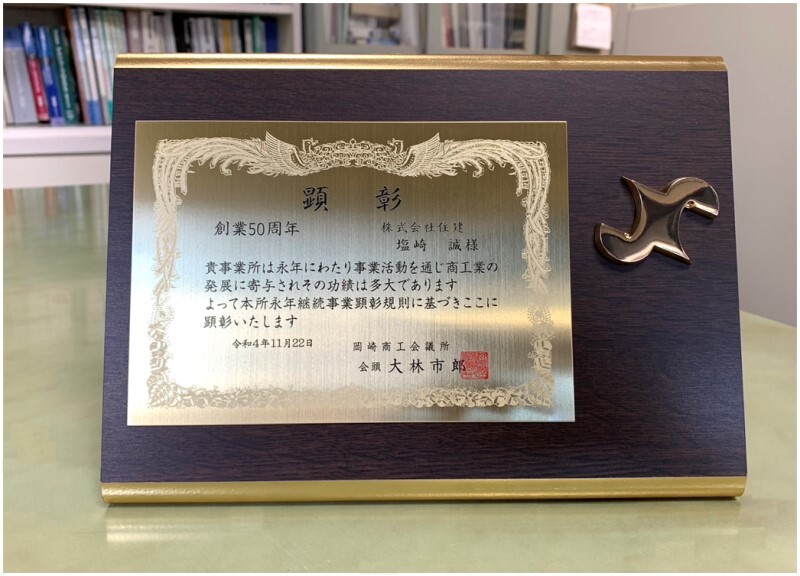 顕彰
創業50周年
株式会社住建
塩﨑 誠様
貴事業所は永年にわたり事業活動を通じ商工業の
発展に寄与されその功績は多大であります
よって本所永年継続事業顕彰規則に基づきここに
顕彰いたします
令和4年11月22日
岡崎商工会議所
会頭 大林市郎